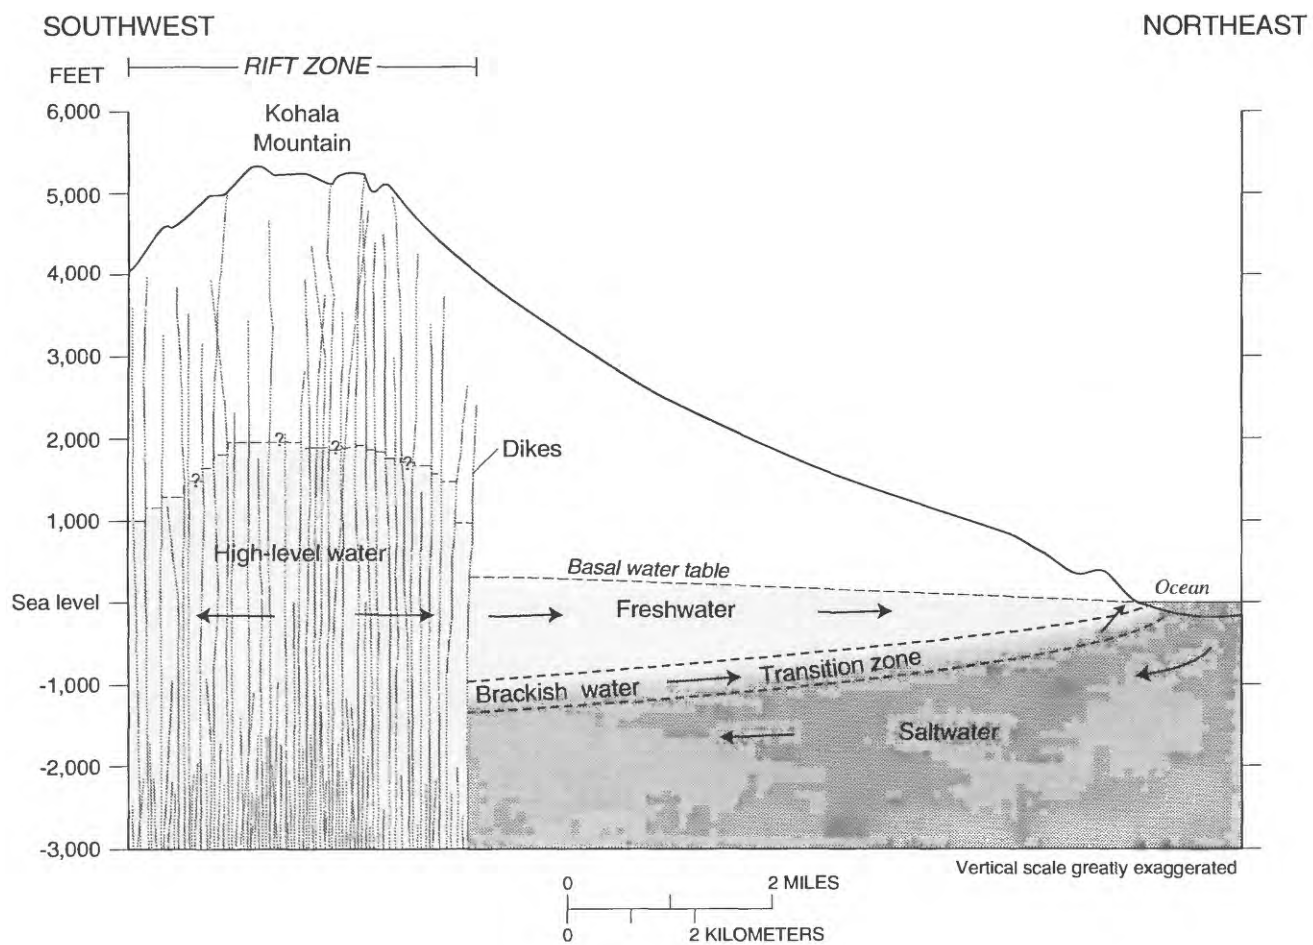 SOUTHWEST
NORTHEAST
FEET
RIFT ZONE
6,000
Kohala
Mountain
5,000
4,000
3,000
2,000
?
?
?
?
Dikes
1,000
High-level water
Basal water table
Ocean
Sea level
Freshwater
-1,000
Brackish water
Transition zone
Saltwater
-2,000
-3,000
Vertical scale greatly exaggerated
0
2 MILES
0
2 KILOMETERS